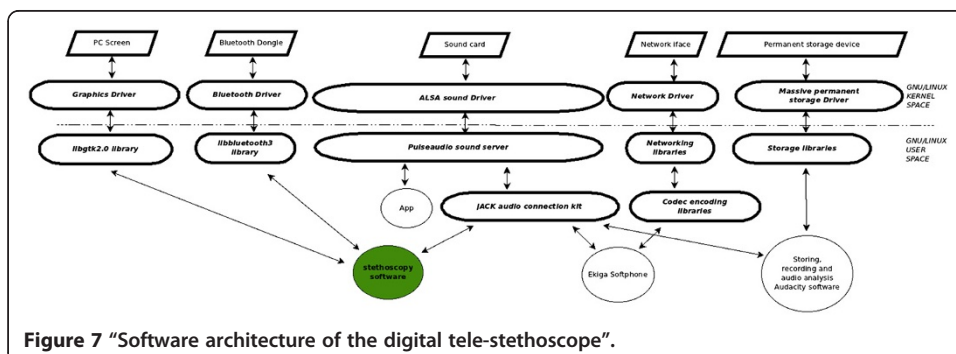 PC Screen
Bluetooth Dongle
Sound card
Network iface
Permanent storage device
Graphics Driver
Bluetooth Driver
ALSA sound Driver
Network Driver
Massive permanent
storage Driver
GNU/LINUX
KERNEL
SPACE
libgtk2.0 library
libbluetooth3
library
Pulseaudio sound server
Networking
libraries
Storage libraries
GNU/LINUX
USER
SPACE
App
JACK audio connection kit
Codec encoding
libraries
stethoscopy
software
Ekiga Softphone
Storing,
recording and
audio analysis
Audacity software
Figure 7 “Software architecture of the digital tele-stethoscope”.